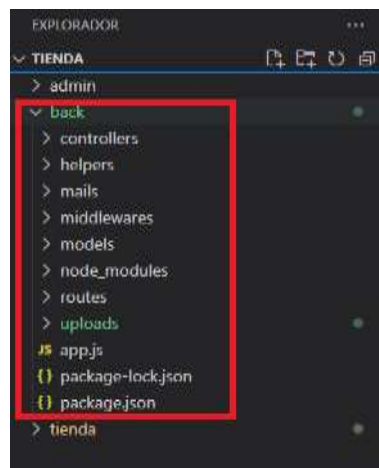 EXPLORADOR
TIENDA
admin
back
controllers
helpers
mails
middlewares
models
node_modules
routes
uploads
JS app.js
{} package-lock.json
{} package.json
tienda